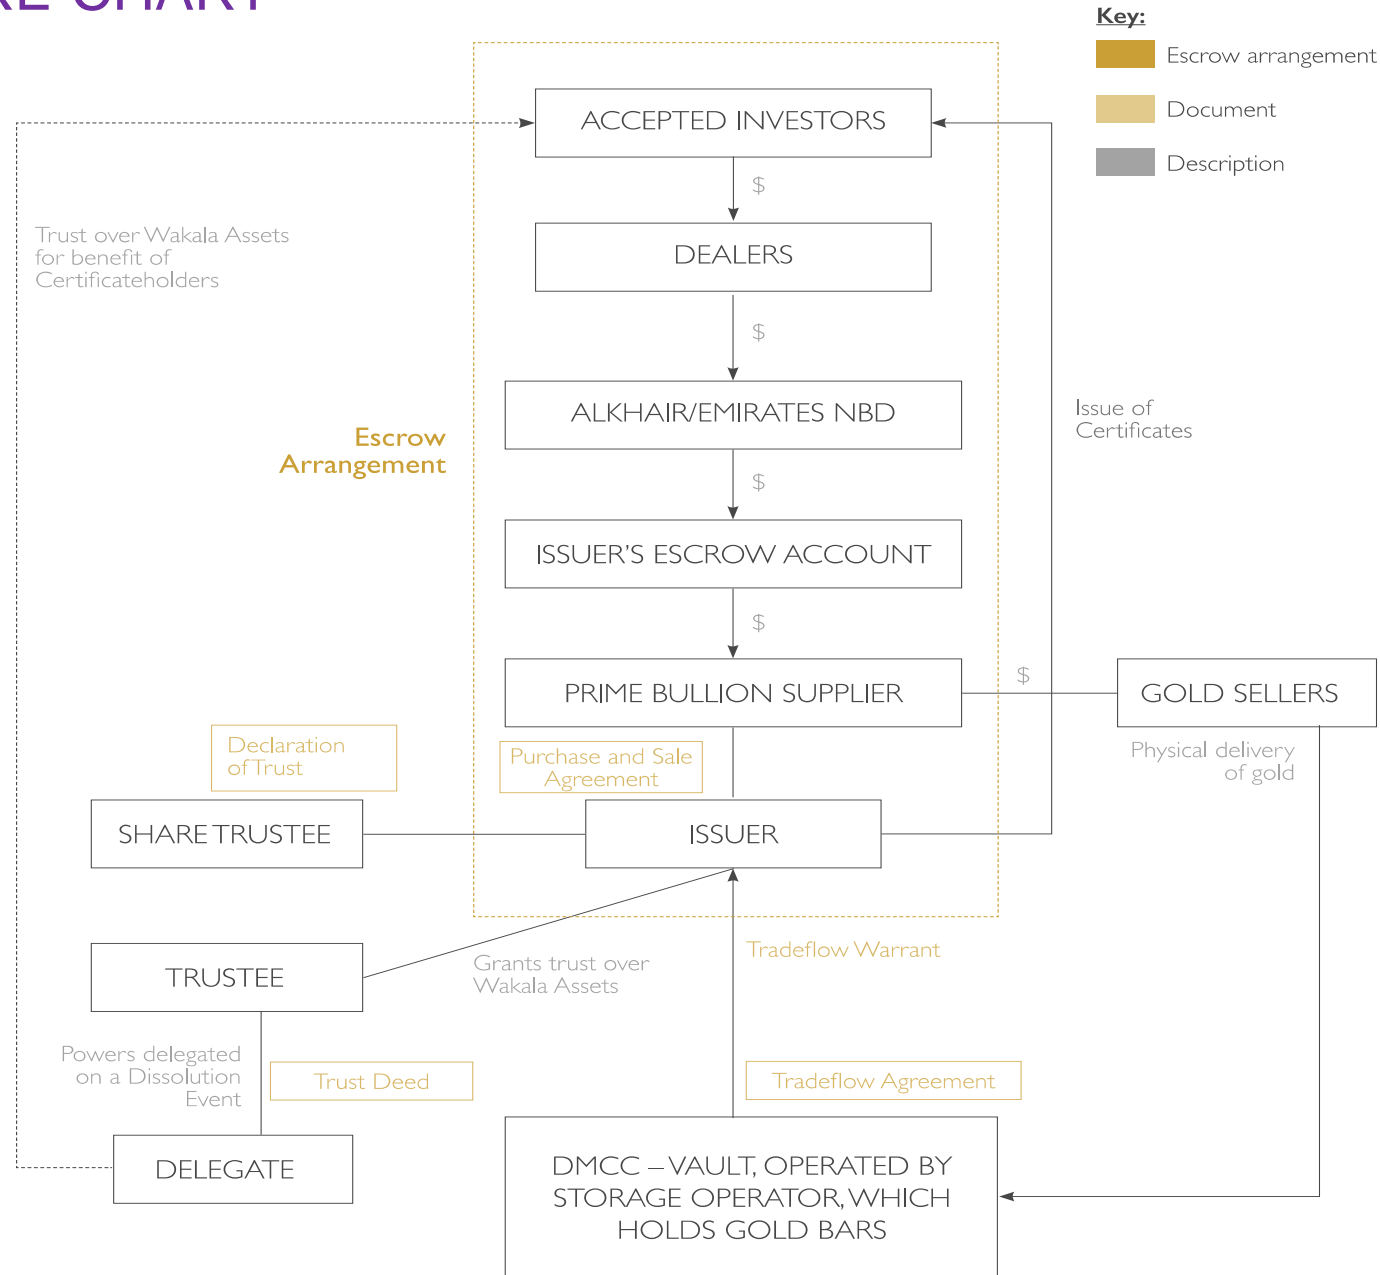 RE CHART
Key:
Escrow arrangement
Document
Description
ACCEPTED INVESTORS
$
DEALERS
Trust over Wakala Assets
for benefit of
Certificateholders
$
ALKHAIR/EMIRATES NBD
Issue of
Certificates
Escrow
Arrangement
$
ISSUER'S ESCROW ACCOUNT
$
PRIME BULLION SUPPLIER
$
GOLD SELLERS
Declaration
of Trust
Purchase and Sale
Agreement
Physical delivery
of gold
SHARE TRUSTEE
ISSUER
Tradeflow Warrant
TRUSTEE
Grants trust over
Wakala Assets
Powers delegated
on a Dissolution
Event
Trust Deed
Tradeflow Agreement
DELEGATE
DMCC – VAULT, OPERATED BY
STORAGE OPERATOR, WHICH
HOLDS GOLD BARS